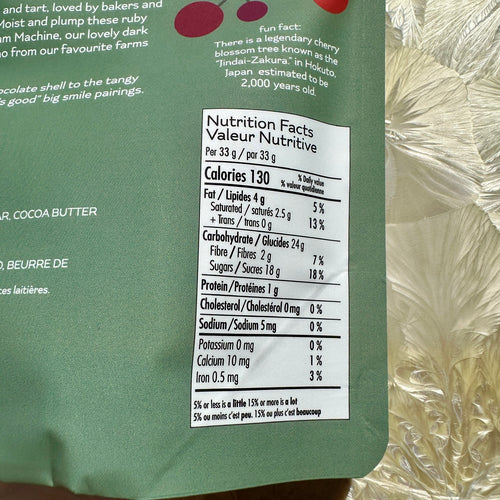 and tart, loved by bakers and
Moist and plump these ruby
am Machine, our lovely dark
no from our favourite farms
ocolate shell to the tangy
s good" big smile pairings.
fun fact:
There is a legendary cherry
blossom tree known as the
"Jindai-Zakura." in Hokuto,
Japan estimated to be
2,000 years old.
AR, COCOA BUTTER
, BEURRE DE
es laitières.
Nutrition Facts
Valeur Nutritive
Per 33 g / par 33 g
Calories 130 % Daily value
% valeur quotidienne
Fat / Lipides 4 g 5 %
Saturated / saturés 2.5 g 13 %
+ Trans / trans 0 g
Carbohydrate / Glucides 24 g
Fibre / Fibres 2 g 7 %
Sugars / Sucres 18 g 18 %
Protein / Protéines 1 g
Cholesterol / Cholestérol 0 mg 0 %
Sodium / Sodium 5 mg 0 %
Potassium 0 mg 0 %
Calcium 10 mg 1 %
Iron 0.5 mg 3 %
5% or less is a little 15% or more is a lot
5% ou moins c'est peu. 15% ou plus c'est beaucoup